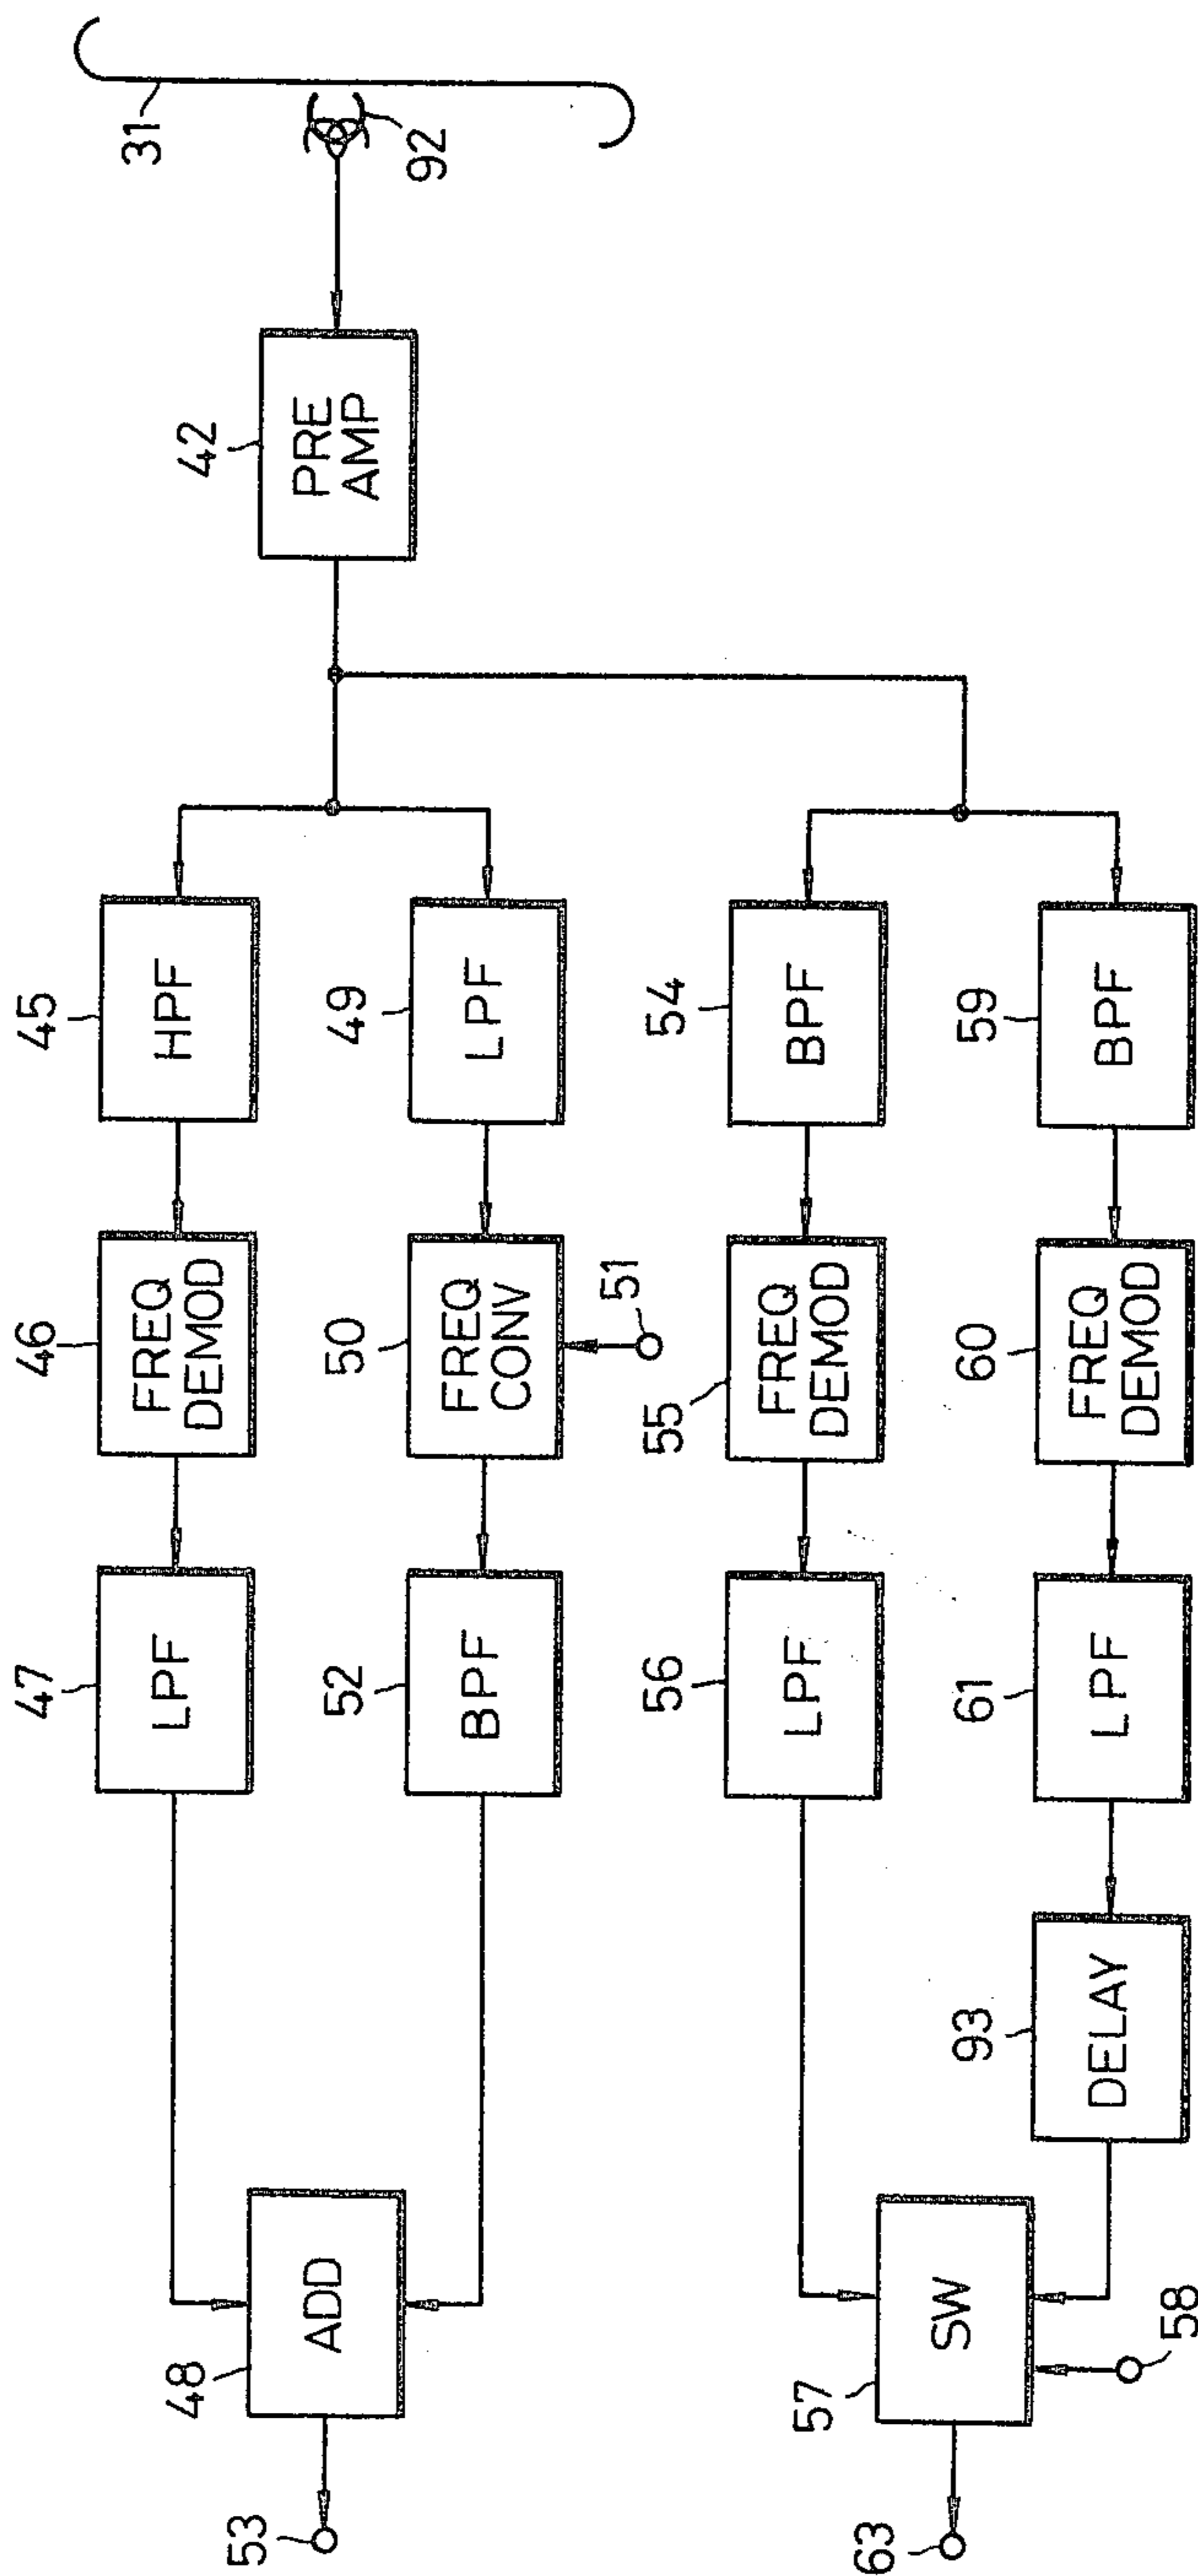 47
46
45
LPF
FREQ
DEMOD
HPF
31
48
42
53
ADD
PRE
AMP
52
50
49
92
BPF
FREQ
CONV
LPF
51
56
55
54
LPF
FREQ
DEMOD
BPF
57
63
SW
93
61
60
59
DELAY
LPF
FREQ
DEMOD
BPF
58